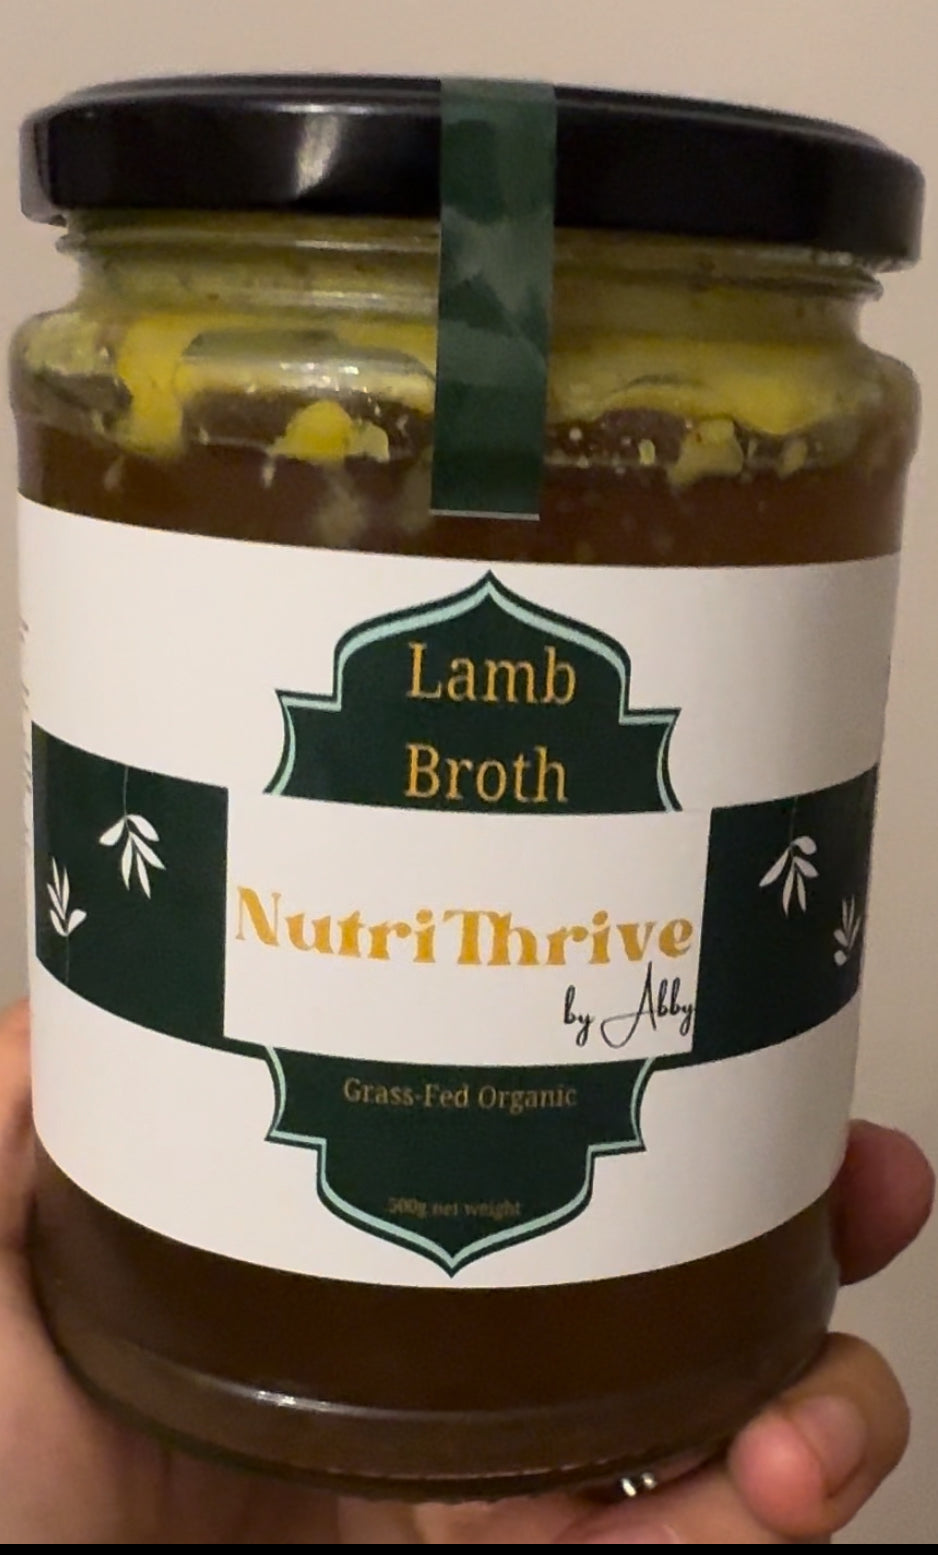 Lamb
Broth
NutriThrive
by Abby
Grass-Fed Organic
500g net weight